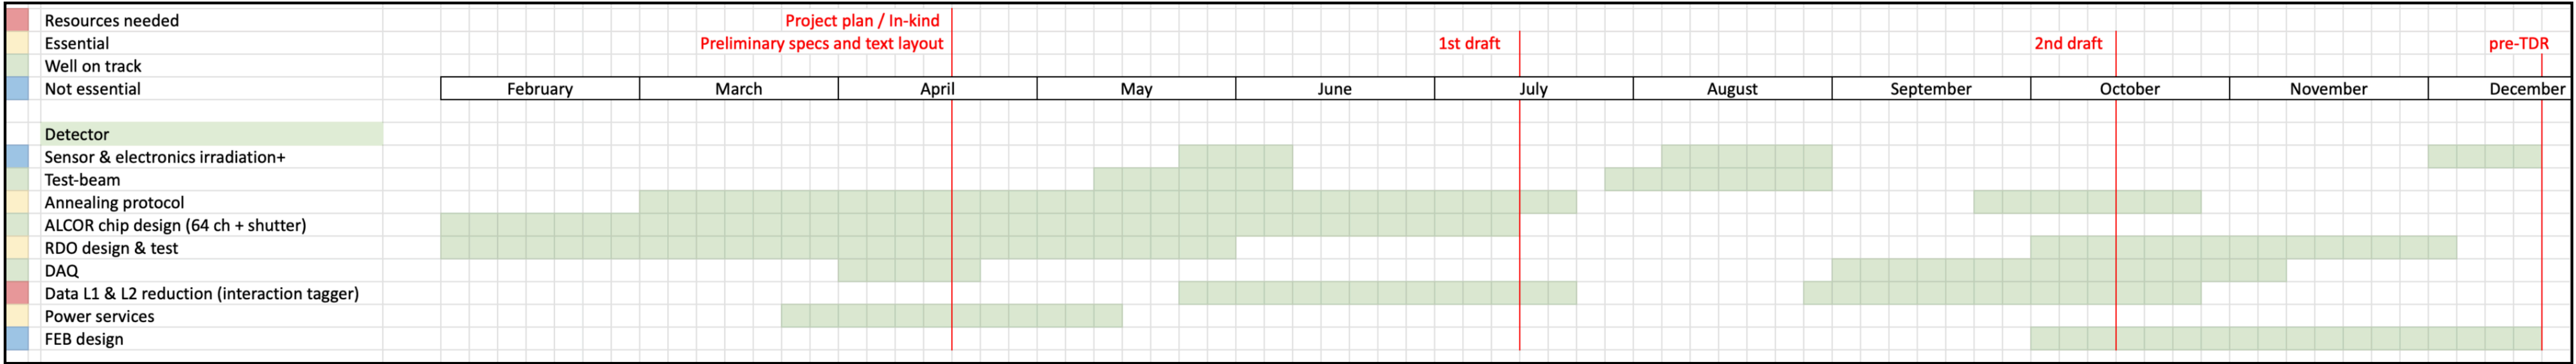 Resources needed
Project plan / In-kind
Essential
Preliminary specs and text layout
1st draft
2nd draft
pre-TDR
Well on track
Not essential
February March April May June July August September October November December
Detector
Sensor & electronics irradiation+
Test-beam
Annealing protocol
ALCOR chip design (64 ch + shutter)
RDO design & test
DAQ
Data L1 & L2 reduction (interaction tagger)
Power services
FEB design